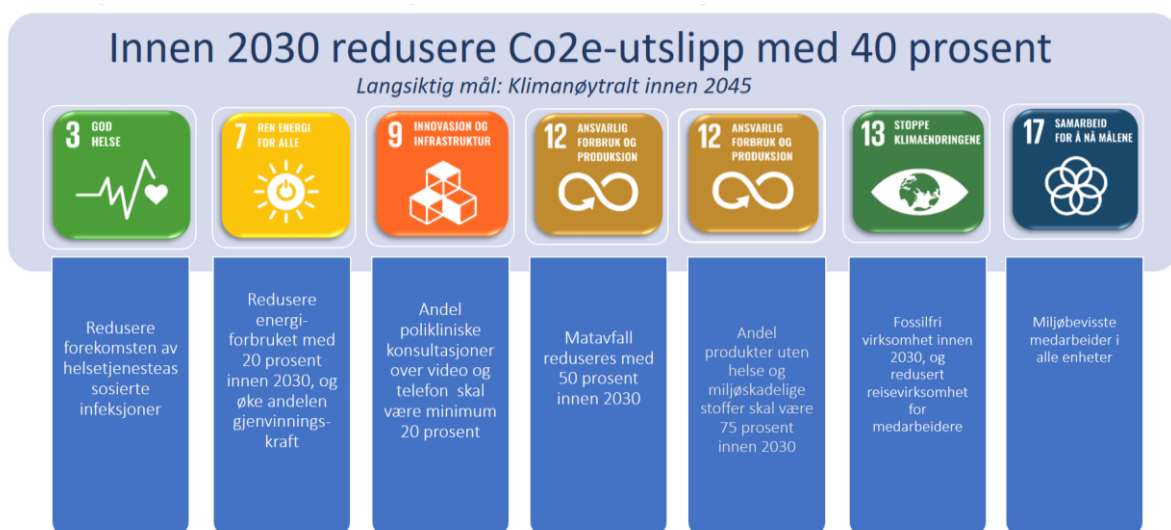 Innen 2030 redusere Co2e-utslipp med 40 prosent
Langsiktig mål: Klimanøytralt innen 2045
3 GOD
HELSE
7 REN ENERGI
FOR ALLE
9 INNOVASJON OG
INFRASTRUKTUR
12 ANSVARLIG
FORBRUK OG
PRODUKSJON
12 ANSVARLIG
FORBRUK OG
PRODUKSJON
13 STOPPE
KLIMAENDRINGENE
17 SAMARBEID
FOR Å NÅ MÅLENE
Redusere
forekomsten av
helsetjenesteas
sosierte
infeksjoner
Redusere
energi-
forbruket med
20 prosent
innen 2030, og
øke andelen
gjenvinnings-
kraft
Andel
polikliniske
konsultasjoner
over video og
telefon skal
være minimum
20 prosent
Matavfall
reduseres med
50 prosent
innen 2030
Andel
produkter uten
helse og
miljøskadelige
stoffer skal være
75 prosent
innen 2030
Fossilfri
virksomhet innen
2030, og
redusert
reisevirksomhet
for
medarbeidere
Miljøbevisste
medarbeider i
alle enheter